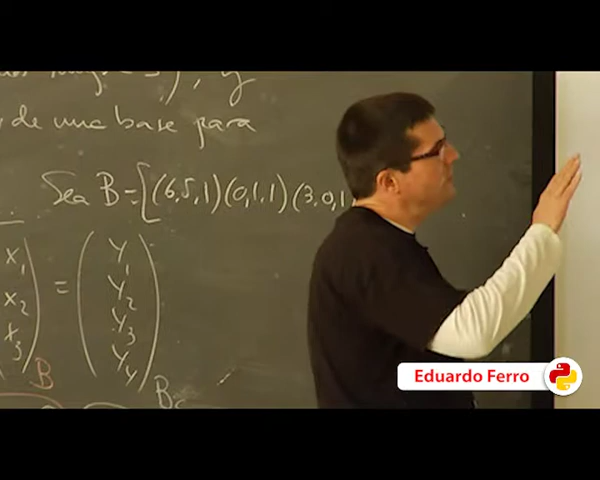 y
de una base para
Sea B = { (6,5,1) (0,1,1) (3,0,1
x₁ = y₁
x₂ y₂
x₃ y₃
y₄
B
B
Eduardo Ferro